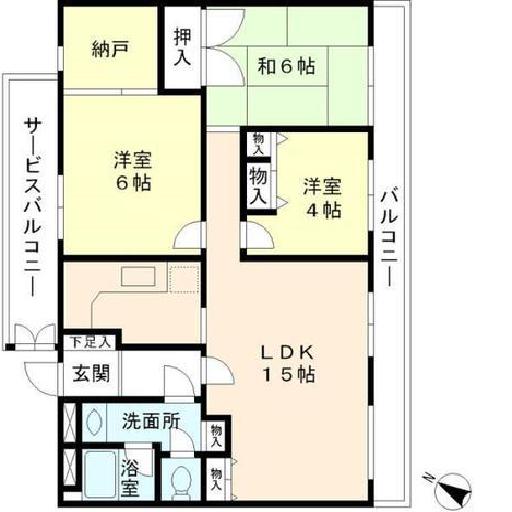 納戸
押入
和6帖
洋室
6帖
物入
物入
洋室
4帖
サービスバルコニー
バルコニー
下足入
玄関
LDK
15帖
洗面所
物入
浴室
物入
N